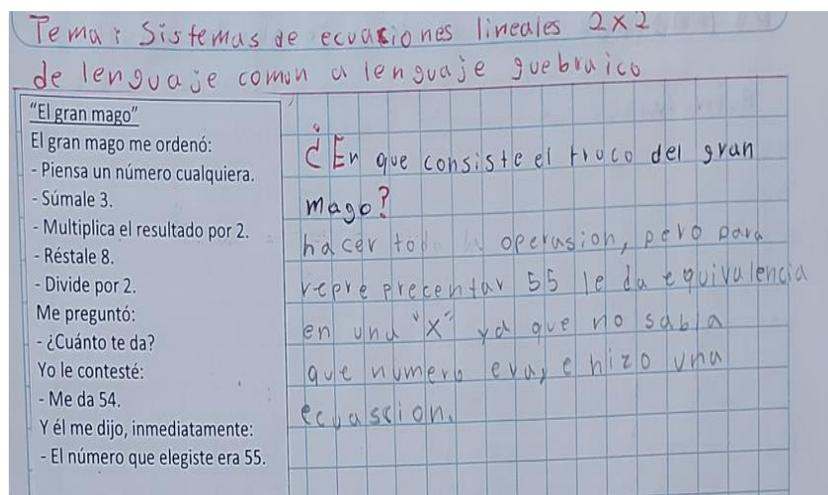 Tema: Sistemas de ecuaciones lineales 2x2
de lenguaje comun a lenguaje guebraico
“El gran mago”
El gran mago me ordenó:
- Piensa un número cualquiera.
- Súmale 3.
- Multiplica el resultado por 2.
- Réstale 8.
- Divide por 2.
Me preguntó:
- ¿Cuánto te da?
Yo le contesté:
- Me da 54.
Y él me dijo, inmediatamente:
- El número que elegiste era 55.
¿En que consiste el truco del gran
mago?
hacer operasion, pero para
repre precentar 55 le da equivalencia
en una "x" ya que no sabia
que numero era, e hizo una
ecuascion.